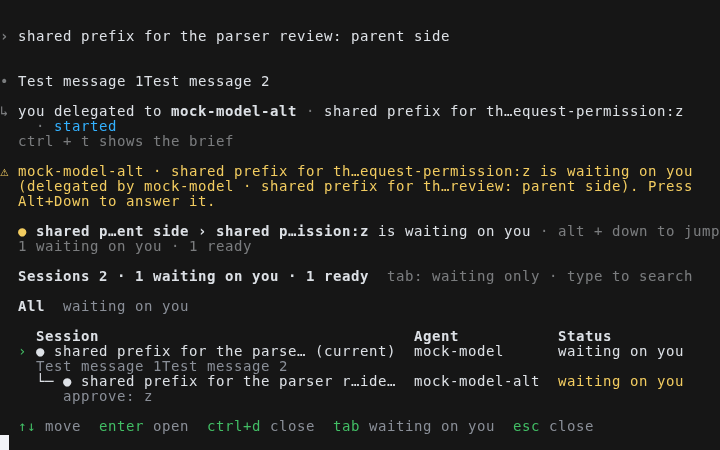 › shared prefix for the parser review: parent side
• Test message 1Test message 2
↳ you delegated to mock-model-alt · shared prefix for th…equest-permission:z
· started
ctrl + t shows the brief
⚠ mock-model-alt · shared prefix for th…equest-permission:z is waiting on you
(delegated by mock-model · shared prefix for th…review: parent side). Press
Alt+Down to answer it.
● shared p…ent side › shared p…ission:z is waiting on you · alt + down to jump
1 waiting on you · 1 ready
Sessions 2 · 1 waiting on you · 1 ready  tab: waiting only · type to search
All  waiting on you
Session  Agent  Status
› ● shared prefix for the parse… (current)  mock-model  waiting on you
Test message 1Test message 2
└─ ● shared prefix for the parser r…ide…  mock-model-alt  waiting on you
approve: z
↑↓ move  enter open  ctrl+d close  tab waiting on you  esc close